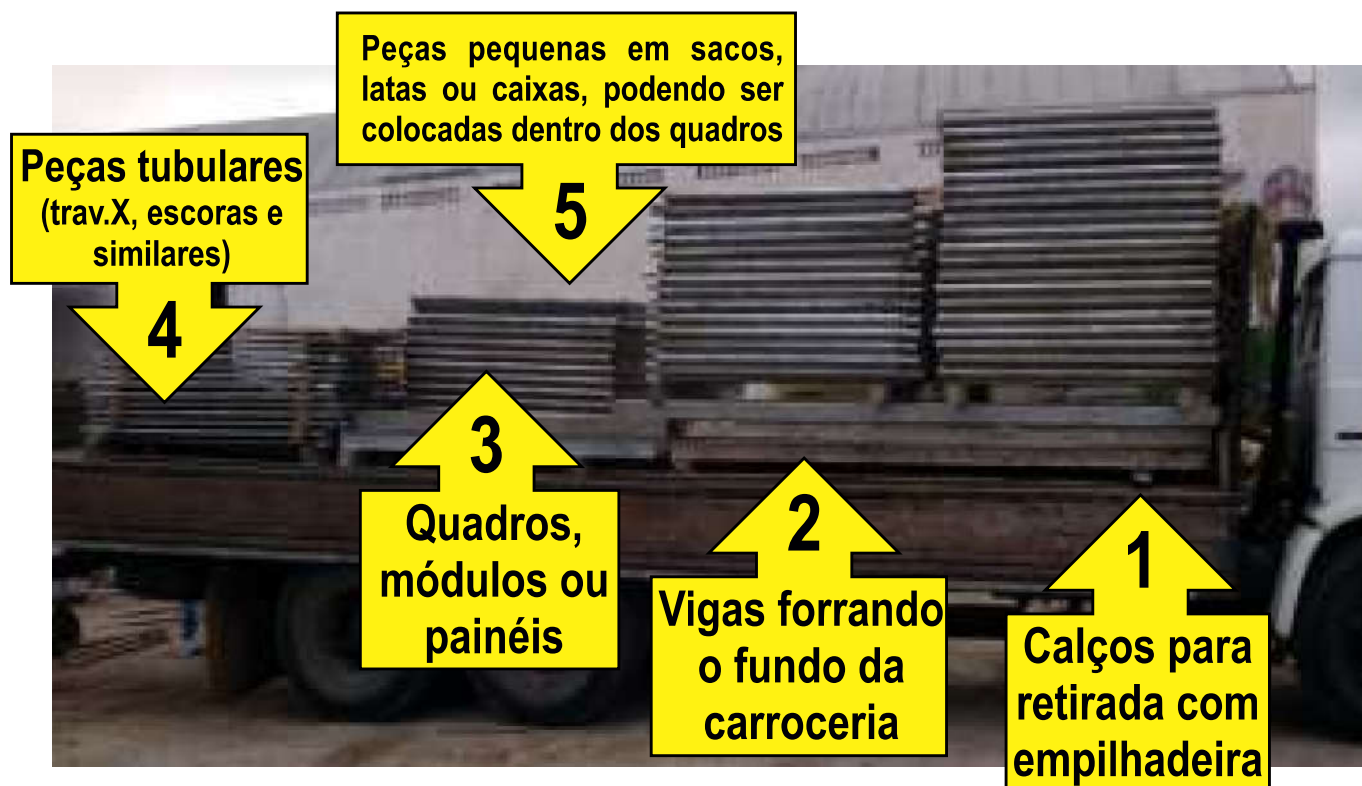 Peças pequenas em sacos,
latas ou caixas, podendo ser
colocadas dentro dos quadros
5
Peças tubulares
(trav.X, escoras e
similares)
4
3
Quadros,
módulos ou
painéis
2
Vigas forrando
o fundo da
carroceria
1
Calços para
retirada com
empilhadeira